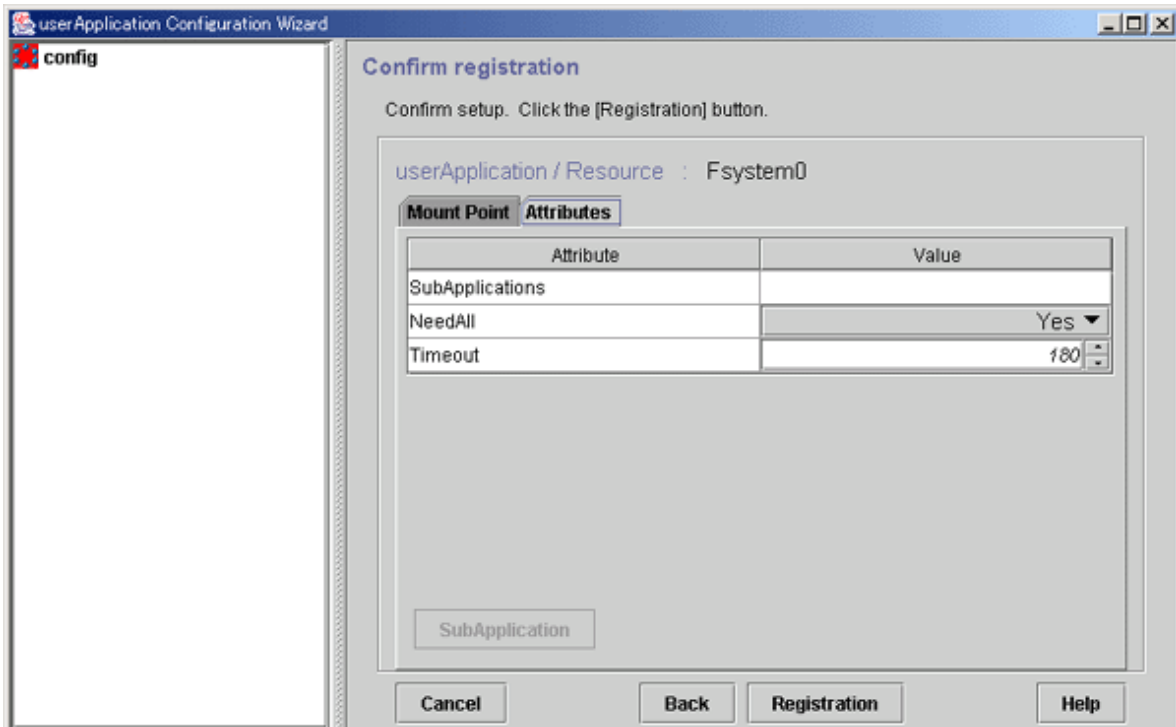 userApplication Configuration Wizard
config
Confirm registration
Confirm setup. Click the [Registration] button.
userApplication / Resource : Fsystem0
Mount Point Attributes
Attribute Value
SubApplications
NeedAll Yes
Timeout 180
SubApplication
Cancel Back Registration Help